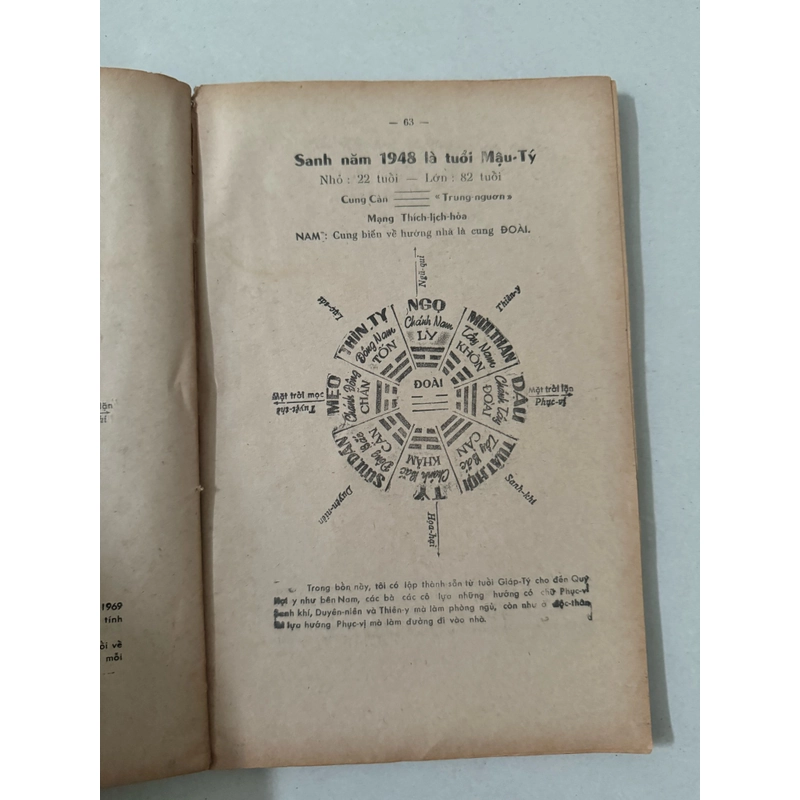 — 63 —
Sanh năm 1948 là tuổi Mậu-Tý
Nhỏ : 22 tuổi — Lớn : 82 tuổi
Cung Càn « Trung-ngươn »
Mạng Thích-lịch-hỏa
NAM : Cung biến về hướng nhà là cung ĐOÀI.
Ngũ-quỉ
Lục-sát
Thiên-y
THÌN.TỴ
Đông Nam
TỐN
NGỌ
Chánh Nam
LY
MÙI.THÂN
Tây Nam
KHÔN
Mặt trời mọc
Tuyệt-thể
MẸO
Chánh Đông
CHẤN
ĐOÀI
DẬU
Chánh Tây
ĐOÀI
Mặt trời lặn
Phục-vị
SỬU.DẦN
Đông Bắc
CẤN
TÝ
Chánh Bắc
KHẢM
TUẤT.HỢI
Tây Bắc
CÀN
Duyên-niên
Họa-hại
Sanh-khí
Trong bổn này, tôi có lập thành sẵn từ tuổi Giáp-Tý cho đến Quý
Hợi y như bên Nam, các bà các cô lựa những hướng có chữ Phục-vị
Sanh khí, Duyên-niên và Thiên-y mà làm phòng ngủ, còn như ở độc-thân
lựa hướng Phục-vị mà làm đường đi vào nhà.
lặn
1969
tính
ổi về
mỗi